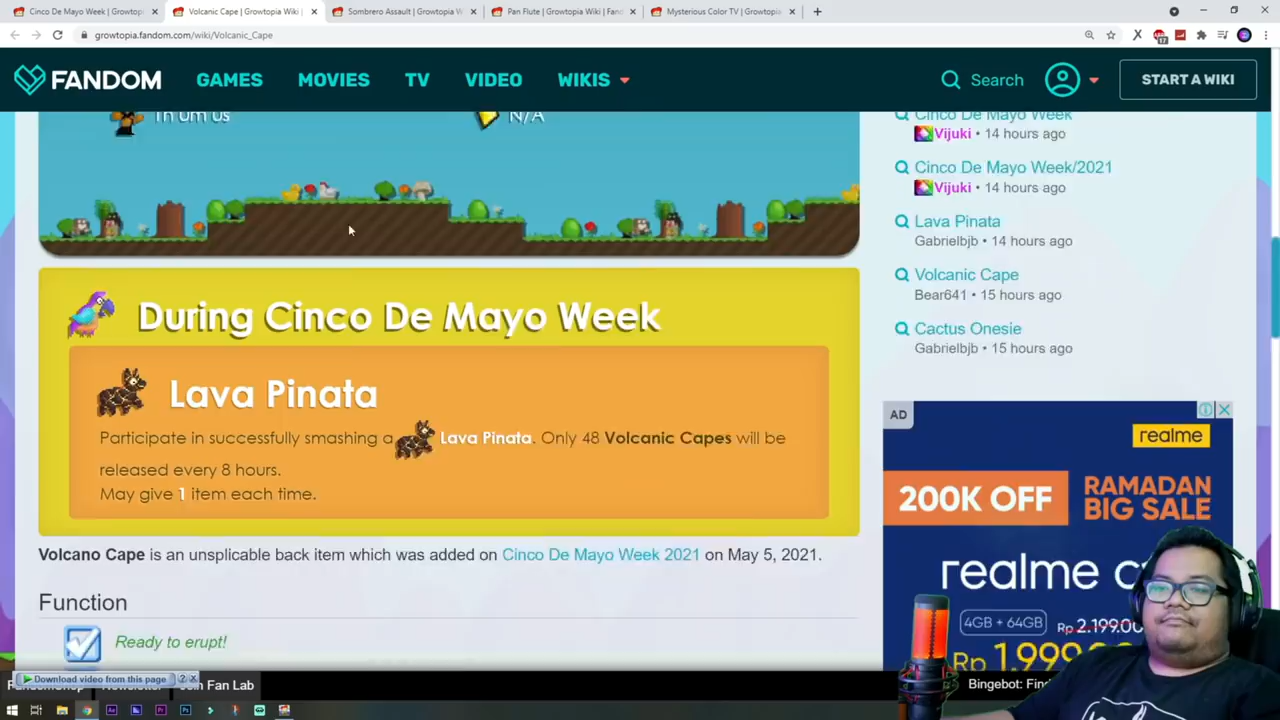 Cinco De Mayo Week | Growtopia
Volcanic Cape | Growtopia Wiki |
Sombrero Assault | Growtopia W
Pan Flute | Growtopia Wiki | Fan
Mysterious Color TV | Growtopia
growtopia.fandom.com/wiki/Volcanic_Cape
17
FANDOM
GAMES
MOVIES
TV
VIDEO
WIKIS
Search
START A WIKI
N/A
Cinco De Mayo Week
Vijuki • 14 hours ago
Cinco De Mayo Week/2021
Vijuki • 14 hours ago
Lava Pinata
Gabrielbjb • 14 hours ago
Volcanic Cape
Bear641 • 15 hours ago
Cactus Onesie
Gabrielbjb • 15 hours ago
During Cinco De Mayo Week
Lava Pinata
Participate in successfully smashing a Lava Pinata. Only 48 Volcanic Capes will be
released every 8 hours.
May give 1 item each time.
Volcano Cape is an unsplicable back item which was added on Cinco De Mayo Week 2021 on May 5, 2021.
Function
Ready to erupt!
AD
realme
200K OFF
RAMADAN
BIG SALE
realme c
4GB + 64GB
Rp 2.199.00
Rp 1.999.
Download video from this page
?
Join Fan Lab
Bingebot: Fin